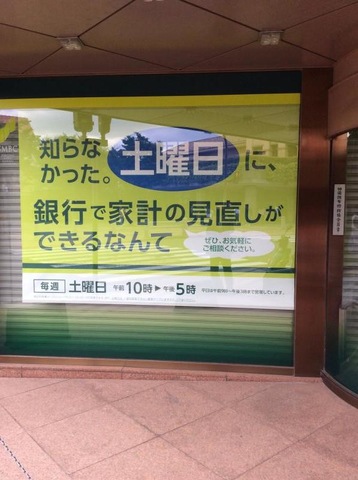 SMBC
知らな
かった。
土曜日に、
銀行で家計の見直しが
できるなんて
ぜひ、お気軽に
ご相談ください。
毎週 土曜日 午前10時▶午後5時